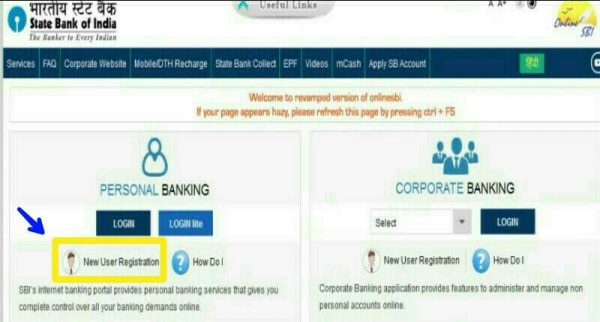 भारतीय स्टेट बैंक
State Bank of India
The Banker to Every Indian
Useful Links
A A+
Online SBI
Services FAQ Corporate Website Mobile/DTH Recharge State Bank Collect EPF Videos mCash Apply SB Account हिंदी
Welcome to revamped version of onlinesbi.
If your page appears hazy, please refresh this page by pressing ctrl + F5
PERSONAL BANKING
LOGIN LOGIN lite
New User Registration ? How Do I
SBI's internet banking portal provides personal banking services that gives you
complete control over all your banking demands online.
CORPORATE BANKING
Select LOGIN
New User Registration ? How Do I
Corporate Banking application provides features to administer and manage non
personal accounts online.